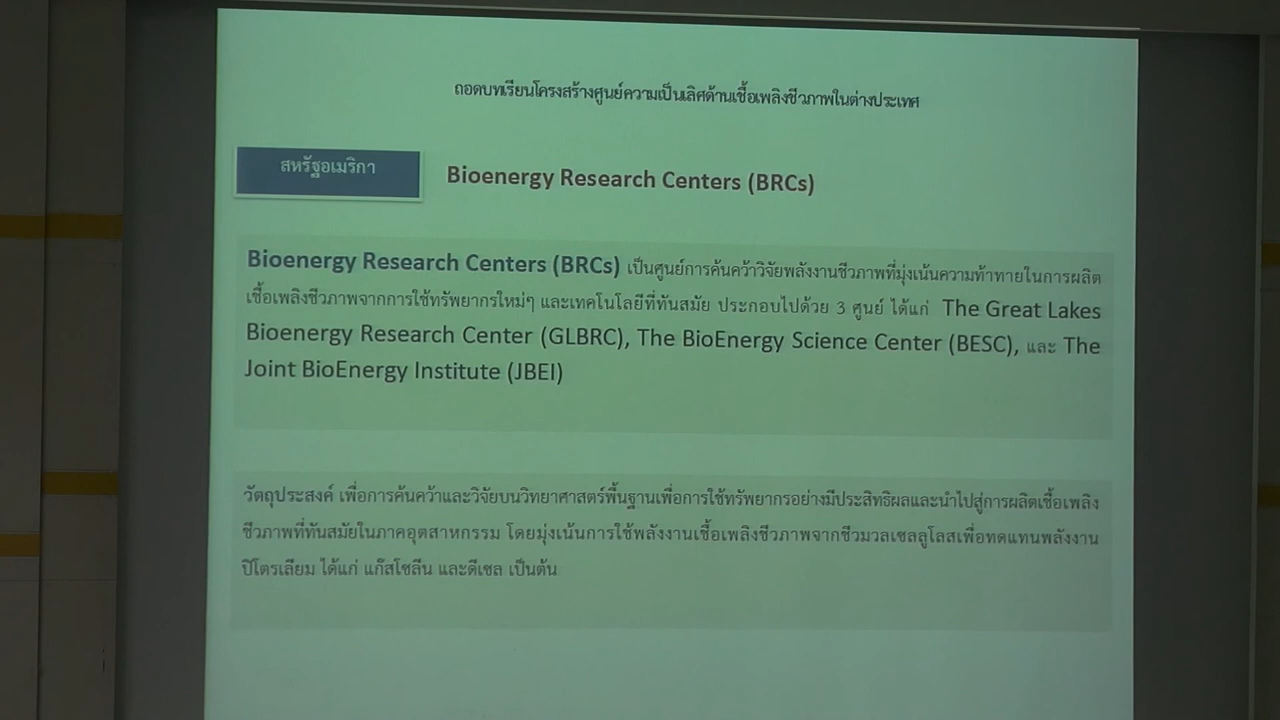 ถอดบทเรียนโครงสร้างศูนย์ความเป็นเลิศด้านเชื้อเพลิงชีวภาพในต่างประเทศ
สหรัฐอเมริกา
Bioenergy Research Centers (BRCs)
Bioenergy Research Centers (BRCs) เป็นศูนย์การค้นคว้าวิจัยพลังงานชีวภาพที่มุ่งเน้นความท้าทายในการผลิต
เชื้อเพลิงชีวภาพจากการใช้ทรัพยากรใหม่ๆ และเทคโนโลยีที่ทันสมัย ประกอบไปด้วย 3 ศูนย์ ได้แก่ The Great Lakes
Bioenergy Research Center (GLBRC), The BioEnergy Science Center (BESC), และ The
Joint BioEnergy Institute (JBEI)
วัตถุประสงค์ เพื่อการค้นคว้าและวิจัยบนวิทยาศาสตร์พื้นฐานเพื่อการใช้ทรัพยากรอย่างมีประสิทธิผลและนำไปสู่การผลิตเชื้อเพลิง
ชีวภาพที่ทันสมัยในภาคอุตสาหกรรม โดยมุ่งเน้นการใช้พลังงานเชื้อเพลิงชีวภาพจากชีวมวลเซลลูโลสเพื่อทดแทนพลังงาน
ปิโตรเลียม ได้แก่ แก๊สโซลีน และดีเซล เป็นต้น